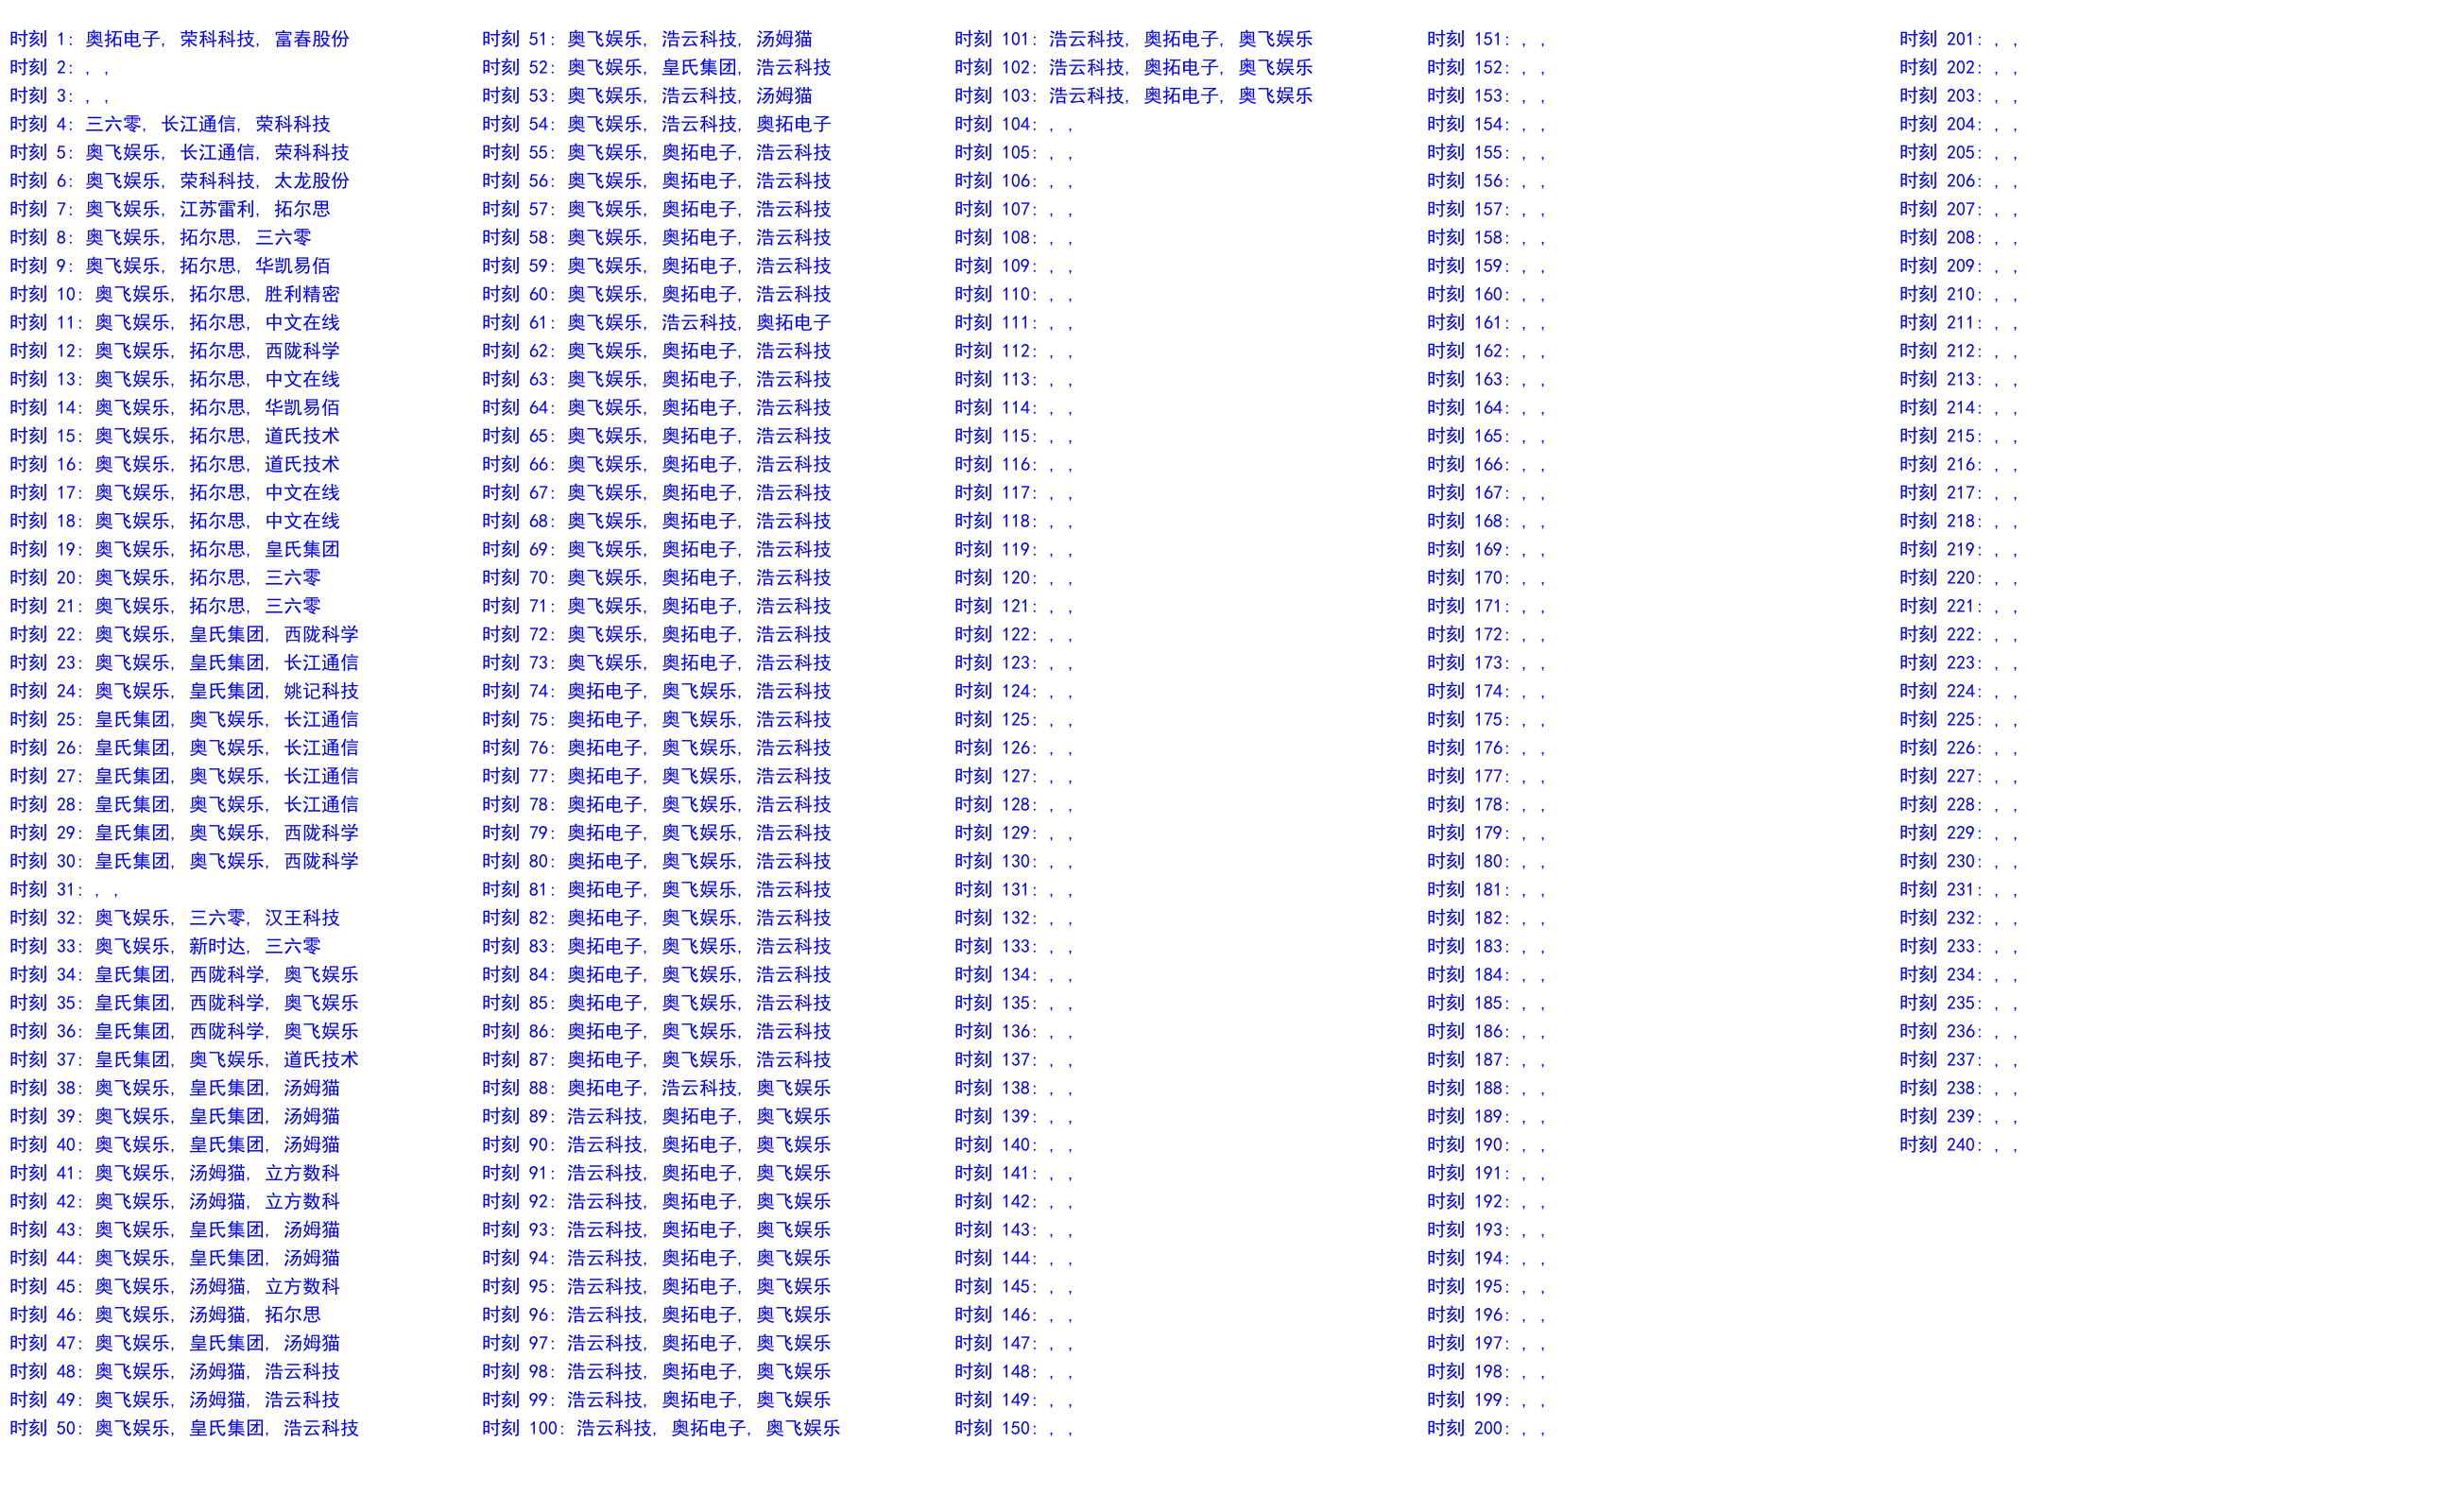 时刻 1: 奥拓电子, 荣科科技, 富春股份
时刻 2: , ,
时刻 3: , ,
时刻 4: 三六零, 长江通信, 荣科科技
时刻 5: 奥飞娱乐, 长江通信, 荣科科技
时刻 6: 奥飞娱乐, 荣科科技, 太龙股份
时刻 7: 奥飞娱乐, 江苏雷利, 拓尔思
时刻 8: 奥飞娱乐, 拓尔思, 三六零
时刻 9: 奥飞娱乐, 拓尔思, 华凯易佰
时刻 10: 奥飞娱乐, 拓尔思, 胜利精密
时刻 11: 奥飞娱乐, 拓尔思, 中文在线
时刻 12: 奥飞娱乐, 拓尔思, 西陇科学
时刻 13: 奥飞娱乐, 拓尔思, 中文在线
时刻 14: 奥飞娱乐, 拓尔思, 华凯易佰
时刻 15: 奥飞娱乐, 拓尔思, 道氏技术
时刻 16: 奥飞娱乐, 拓尔思, 道氏技术
时刻 17: 奥飞娱乐, 拓尔思, 中文在线
时刻 18: 奥飞娱乐, 拓尔思, 中文在线
时刻 19: 奥飞娱乐, 拓尔思, 皇氏集团
时刻 20: 奥飞娱乐, 拓尔思, 三六零
时刻 21: 奥飞娱乐, 拓尔思, 三六零
时刻 22: 奥飞娱乐, 皇氏集团, 西陇科学
时刻 23: 奥飞娱乐, 皇氏集团, 长江通信
时刻 24: 奥飞娱乐, 皇氏集团, 姚记科技
时刻 25: 皇氏集团, 奥飞娱乐, 长江通信
时刻 26: 皇氏集团, 奥飞娱乐, 长江通信
时刻 27: 皇氏集团, 奥飞娱乐, 长江通信
时刻 28: 皇氏集团, 奥飞娱乐, 长江通信
时刻 29: 皇氏集团, 奥飞娱乐, 西陇科学
时刻 30: 皇氏集团, 奥飞娱乐, 西陇科学
时刻 31: , ,
时刻 32: 奥飞娱乐, 三六零, 汉王科技
时刻 33: 奥飞娱乐, 新时达, 三六零
时刻 34: 皇氏集团, 西陇科学, 奥飞娱乐
时刻 35: 皇氏集团, 西陇科学, 奥飞娱乐
时刻 36: 皇氏集团, 西陇科学, 奥飞娱乐
时刻 37: 皇氏集团, 奥飞娱乐, 道氏技术
时刻 38: 奥飞娱乐, 皇氏集团, 汤姆猫
时刻 39: 奥飞娱乐, 皇氏集团, 汤姆猫
时刻 40: 奥飞娱乐, 皇氏集团, 汤姆猫
时刻 41: 奥飞娱乐, 汤姆猫, 立方数科
时刻 42: 奥飞娱乐, 汤姆猫, 立方数科
时刻 43: 奥飞娱乐, 皇氏集团, 汤姆猫
时刻 44: 奥飞娱乐, 皇氏集团, 汤姆猫
时刻 45: 奥飞娱乐, 汤姆猫, 立方数科
时刻 46: 奥飞娱乐, 汤姆猫, 拓尔思
时刻 47: 奥飞娱乐, 皇氏集团, 汤姆猫
时刻 48: 奥飞娱乐, 汤姆猫, 浩云科技
时刻 49: 奥飞娱乐, 汤姆猫, 浩云科技
时刻 50: 奥飞娱乐, 皇氏集团, 浩云科技
时刻 51: 奥飞娱乐, 浩云科技, 汤姆猫
时刻 52: 奥飞娱乐, 皇氏集团, 浩云科技
时刻 53: 奥飞娱乐, 浩云科技, 汤姆猫
时刻 54: 奥飞娱乐, 浩云科技, 奥拓电子
时刻 55: 奥飞娱乐, 奥拓电子, 浩云科技
时刻 56: 奥飞娱乐, 奥拓电子, 浩云科技
时刻 57: 奥飞娱乐, 奥拓电子, 浩云科技
时刻 58: 奥飞娱乐, 奥拓电子, 浩云科技
时刻 59: 奥飞娱乐, 奥拓电子, 浩云科技
时刻 60: 奥飞娱乐, 奥拓电子, 浩云科技
时刻 61: 奥飞娱乐, 浩云科技, 奥拓电子
时刻 62: 奥飞娱乐, 奥拓电子, 浩云科技
时刻 63: 奥飞娱乐, 奥拓电子, 浩云科技
时刻 64: 奥飞娱乐, 奥拓电子, 浩云科技
时刻 65: 奥飞娱乐, 奥拓电子, 浩云科技
时刻 66: 奥飞娱乐, 奥拓电子, 浩云科技
时刻 67: 奥飞娱乐, 奥拓电子, 浩云科技
时刻 68: 奥飞娱乐, 奥拓电子, 浩云科技
时刻 69: 奥飞娱乐, 奥拓电子, 浩云科技
时刻 70: 奥飞娱乐, 奥拓电子, 浩云科技
时刻 71: 奥飞娱乐, 奥拓电子, 浩云科技
时刻 72: 奥飞娱乐, 奥拓电子, 浩云科技
时刻 73: 奥飞娱乐, 奥拓电子, 浩云科技
时刻 74: 奥拓电子, 奥飞娱乐, 浩云科技
时刻 75: 奥拓电子, 奥飞娱乐, 浩云科技
时刻 76: 奥拓电子, 奥飞娱乐, 浩云科技
时刻 77: 奥拓电子, 奥飞娱乐, 浩云科技
时刻 78: 奥拓电子, 奥飞娱乐, 浩云科技
时刻 79: 奥拓电子, 奥飞娱乐, 浩云科技
时刻 80: 奥拓电子, 奥飞娱乐, 浩云科技
时刻 81: 奥拓电子, 奥飞娱乐, 浩云科技
时刻 82: 奥拓电子, 奥飞娱乐, 浩云科技
时刻 83: 奥拓电子, 奥飞娱乐, 浩云科技
时刻 84: 奥拓电子, 奥飞娱乐, 浩云科技
时刻 85: 奥拓电子, 奥飞娱乐, 浩云科技
时刻 86: 奥拓电子, 奥飞娱乐, 浩云科技
时刻 87: 奥拓电子, 奥飞娱乐, 浩云科技
时刻 88: 奥拓电子, 浩云科技, 奥飞娱乐
时刻 89: 浩云科技, 奥拓电子, 奥飞娱乐
时刻 90: 浩云科技, 奥拓电子, 奥飞娱乐
时刻 91: 浩云科技, 奥拓电子, 奥飞娱乐
时刻 92: 浩云科技, 奥拓电子, 奥飞娱乐
时刻 93: 浩云科技, 奥拓电子, 奥飞娱乐
时刻 94: 浩云科技, 奥拓电子, 奥飞娱乐
时刻 95: 浩云科技, 奥拓电子, 奥飞娱乐
时刻 96: 浩云科技, 奥拓电子, 奥飞娱乐
时刻 97: 浩云科技, 奥拓电子, 奥飞娱乐
时刻 98: 浩云科技, 奥拓电子, 奥飞娱乐
时刻 99: 浩云科技, 奥拓电子, 奥飞娱乐
时刻 100: 浩云科技, 奥拓电子, 奥飞娱乐
时刻 101: 浩云科技, 奥拓电子, 奥飞娱乐
时刻 102: 浩云科技, 奥拓电子, 奥飞娱乐
时刻 103: 浩云科技, 奥拓电子, 奥飞娱乐
时刻 104: , ,
时刻 105: , ,
时刻 106: , ,
时刻 107: , ,
时刻 108: , ,
时刻 109: , ,
时刻 110: , ,
时刻 111: , ,
时刻 112: , ,
时刻 113: , ,
时刻 114: , ,
时刻 115: , ,
时刻 116: , ,
时刻 117: , ,
时刻 118: , ,
时刻 119: , ,
时刻 120: , ,
时刻 121: , ,
时刻 122: , ,
时刻 123: , ,
时刻 124: , ,
时刻 125: , ,
时刻 126: , ,
时刻 127: , ,
时刻 128: , ,
时刻 129: , ,
时刻 130: , ,
时刻 131: , ,
时刻 132: , ,
时刻 133: , ,
时刻 134: , ,
时刻 135: , ,
时刻 136: , ,
时刻 137: , ,
时刻 138: , ,
时刻 139: , ,
时刻 140: , ,
时刻 141: , ,
时刻 142: , ,
时刻 143: , ,
时刻 144: , ,
时刻 145: , ,
时刻 146: , ,
时刻 147: , ,
时刻 148: , ,
时刻 149: , ,
时刻 150: , ,
时刻 151: , ,
时刻 152: , ,
时刻 153: , ,
时刻 154: , ,
时刻 155: , ,
时刻 156: , ,
时刻 157: , ,
时刻 158: , ,
时刻 159: , ,
时刻 160: , ,
时刻 161: , ,
时刻 162: , ,
时刻 163: , ,
时刻 164: , ,
时刻 165: , ,
时刻 166: , ,
时刻 167: , ,
时刻 168: , ,
时刻 169: , ,
时刻 170: , ,
时刻 171: , ,
时刻 172: , ,
时刻 173: , ,
时刻 174: , ,
时刻 175: , ,
时刻 176: , ,
时刻 177: , ,
时刻 178: , ,
时刻 179: , ,
时刻 180: , ,
时刻 181: , ,
时刻 182: , ,
时刻 183: , ,
时刻 184: , ,
时刻 185: , ,
时刻 186: , ,
时刻 187: , ,
时刻 188: , ,
时刻 189: , ,
时刻 190: , ,
时刻 191: , ,
时刻 192: , ,
时刻 193: , ,
时刻 194: , ,
时刻 195: , ,
时刻 196: , ,
时刻 197: , ,
时刻 198: , ,
时刻 199: , ,
时刻 200: , ,
时刻 201: , ,
时刻 202: , ,
时刻 203: , ,
时刻 204: , ,
时刻 205: , ,
时刻 206: , ,
时刻 207: , ,
时刻 208: , ,
时刻 209: , ,
时刻 210: , ,
时刻 211: , ,
时刻 212: , ,
时刻 213: , ,
时刻 214: , ,
时刻 215: , ,
时刻 216: , ,
时刻 217: , ,
时刻 218: , ,
时刻 219: , ,
时刻 220: , ,
时刻 221: , ,
时刻 222: , ,
时刻 223: , ,
时刻 224: , ,
时刻 225: , ,
时刻 226: , ,
时刻 227: , ,
时刻 228: , ,
时刻 229: , ,
时刻 230: , ,
时刻 231: , ,
时刻 232: , ,
时刻 233: , ,
时刻 234: , ,
时刻 235: , ,
时刻 236: , ,
时刻 237: , ,
时刻 238: , ,
时刻 239: , ,
时刻 240: , ,